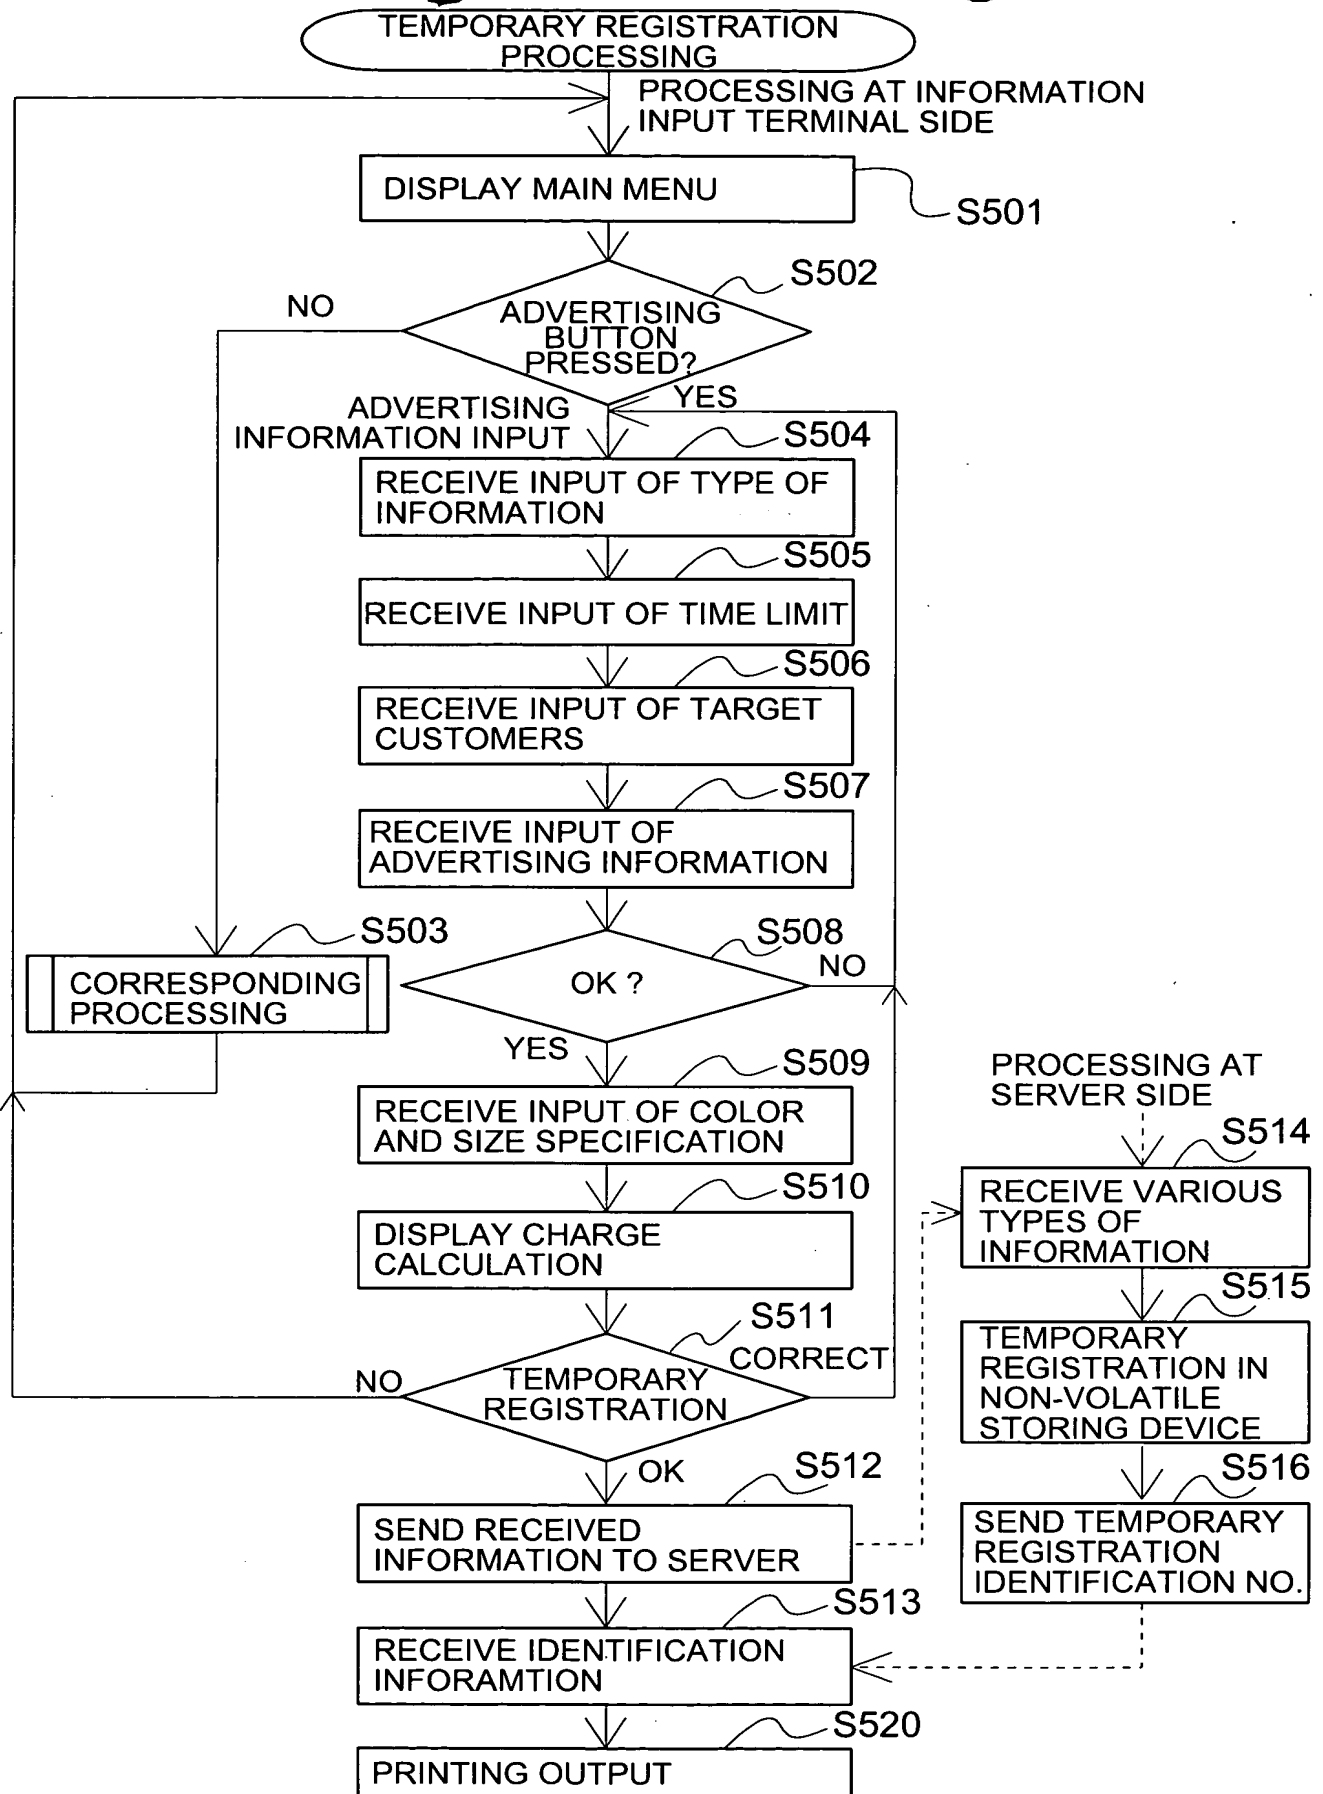 TEMPORARY REGISTRATION
PROCESSING
PROCESSING AT INFORMATION
INPUT TERMINAL SIDE
DISPLAY MAIN MENU
S501
S502
NO
ADVERTISING
BUTTON
PRESSED?
YES
ADVERTISING
INFORMATION INPUT
S504
RECEIVE INPUT OF TYPE OF
INFORMATION
S505
RECEIVE INPUT OF TIME LIMIT
S506
RECEIVE INPUT OF TARGET
CUSTOMERS
S507
RECEIVE INPUT OF
ADVERTISING INFORMATION
S503
CORRESPONDING
PROCESSING
S508
OK ?
NO
YES
S509
RECEIVE INPUT OF COLOR
AND SIZE SPECIFICATION
S510
DISPLAY CHARGE
CALCULATION
S511
CORRECT
NO
TEMPORARY
REGISTRATION
OK
S512
SEND RECEIVED
INFORMATION TO SERVER
PROCESSING AT
SERVER SIDE
S514
RECEIVE VARIOUS
TYPES OF
INFORMATION
S515
TEMPORARY
REGISTRATION IN
NON-VOLATILE
STORING DEVICE
S516
SEND TEMPORARY
REGISTRATION
IDENTIFICATION NO.
S513
RECEIVE IDENTIFICATION
INFORAMTION
S520
PRINTING OUTPUT